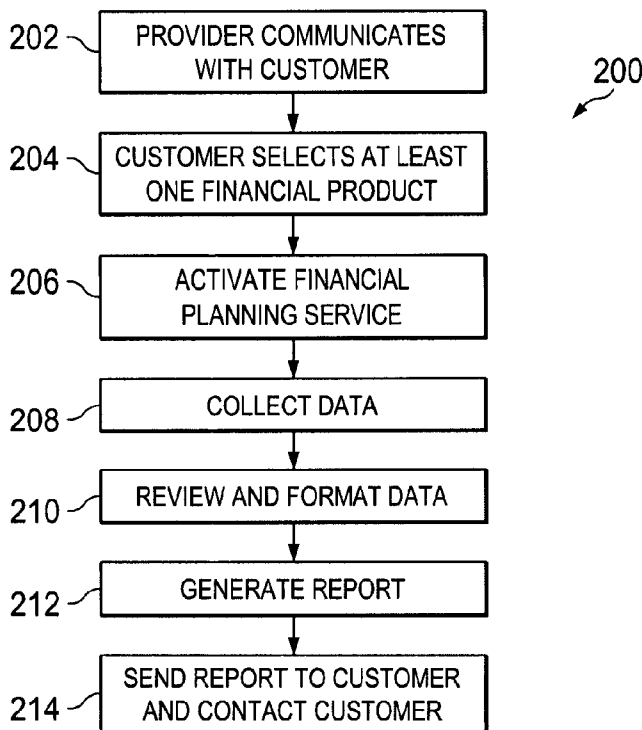 202
PROVIDER COMMUNICATES
WITH CUSTOMER
200
204
CUSTOMER SELECTS AT LEAST
ONE FINANCIAL PRODUCT
206
ACTIVATE FINANCIAL
PLANNING SERVICE
208
COLLECT DATA
210
REVIEW AND FORMAT DATA
212
GENERATE REPORT
214
SEND REPORT TO CUSTOMER
AND CONTACT CUSTOMER